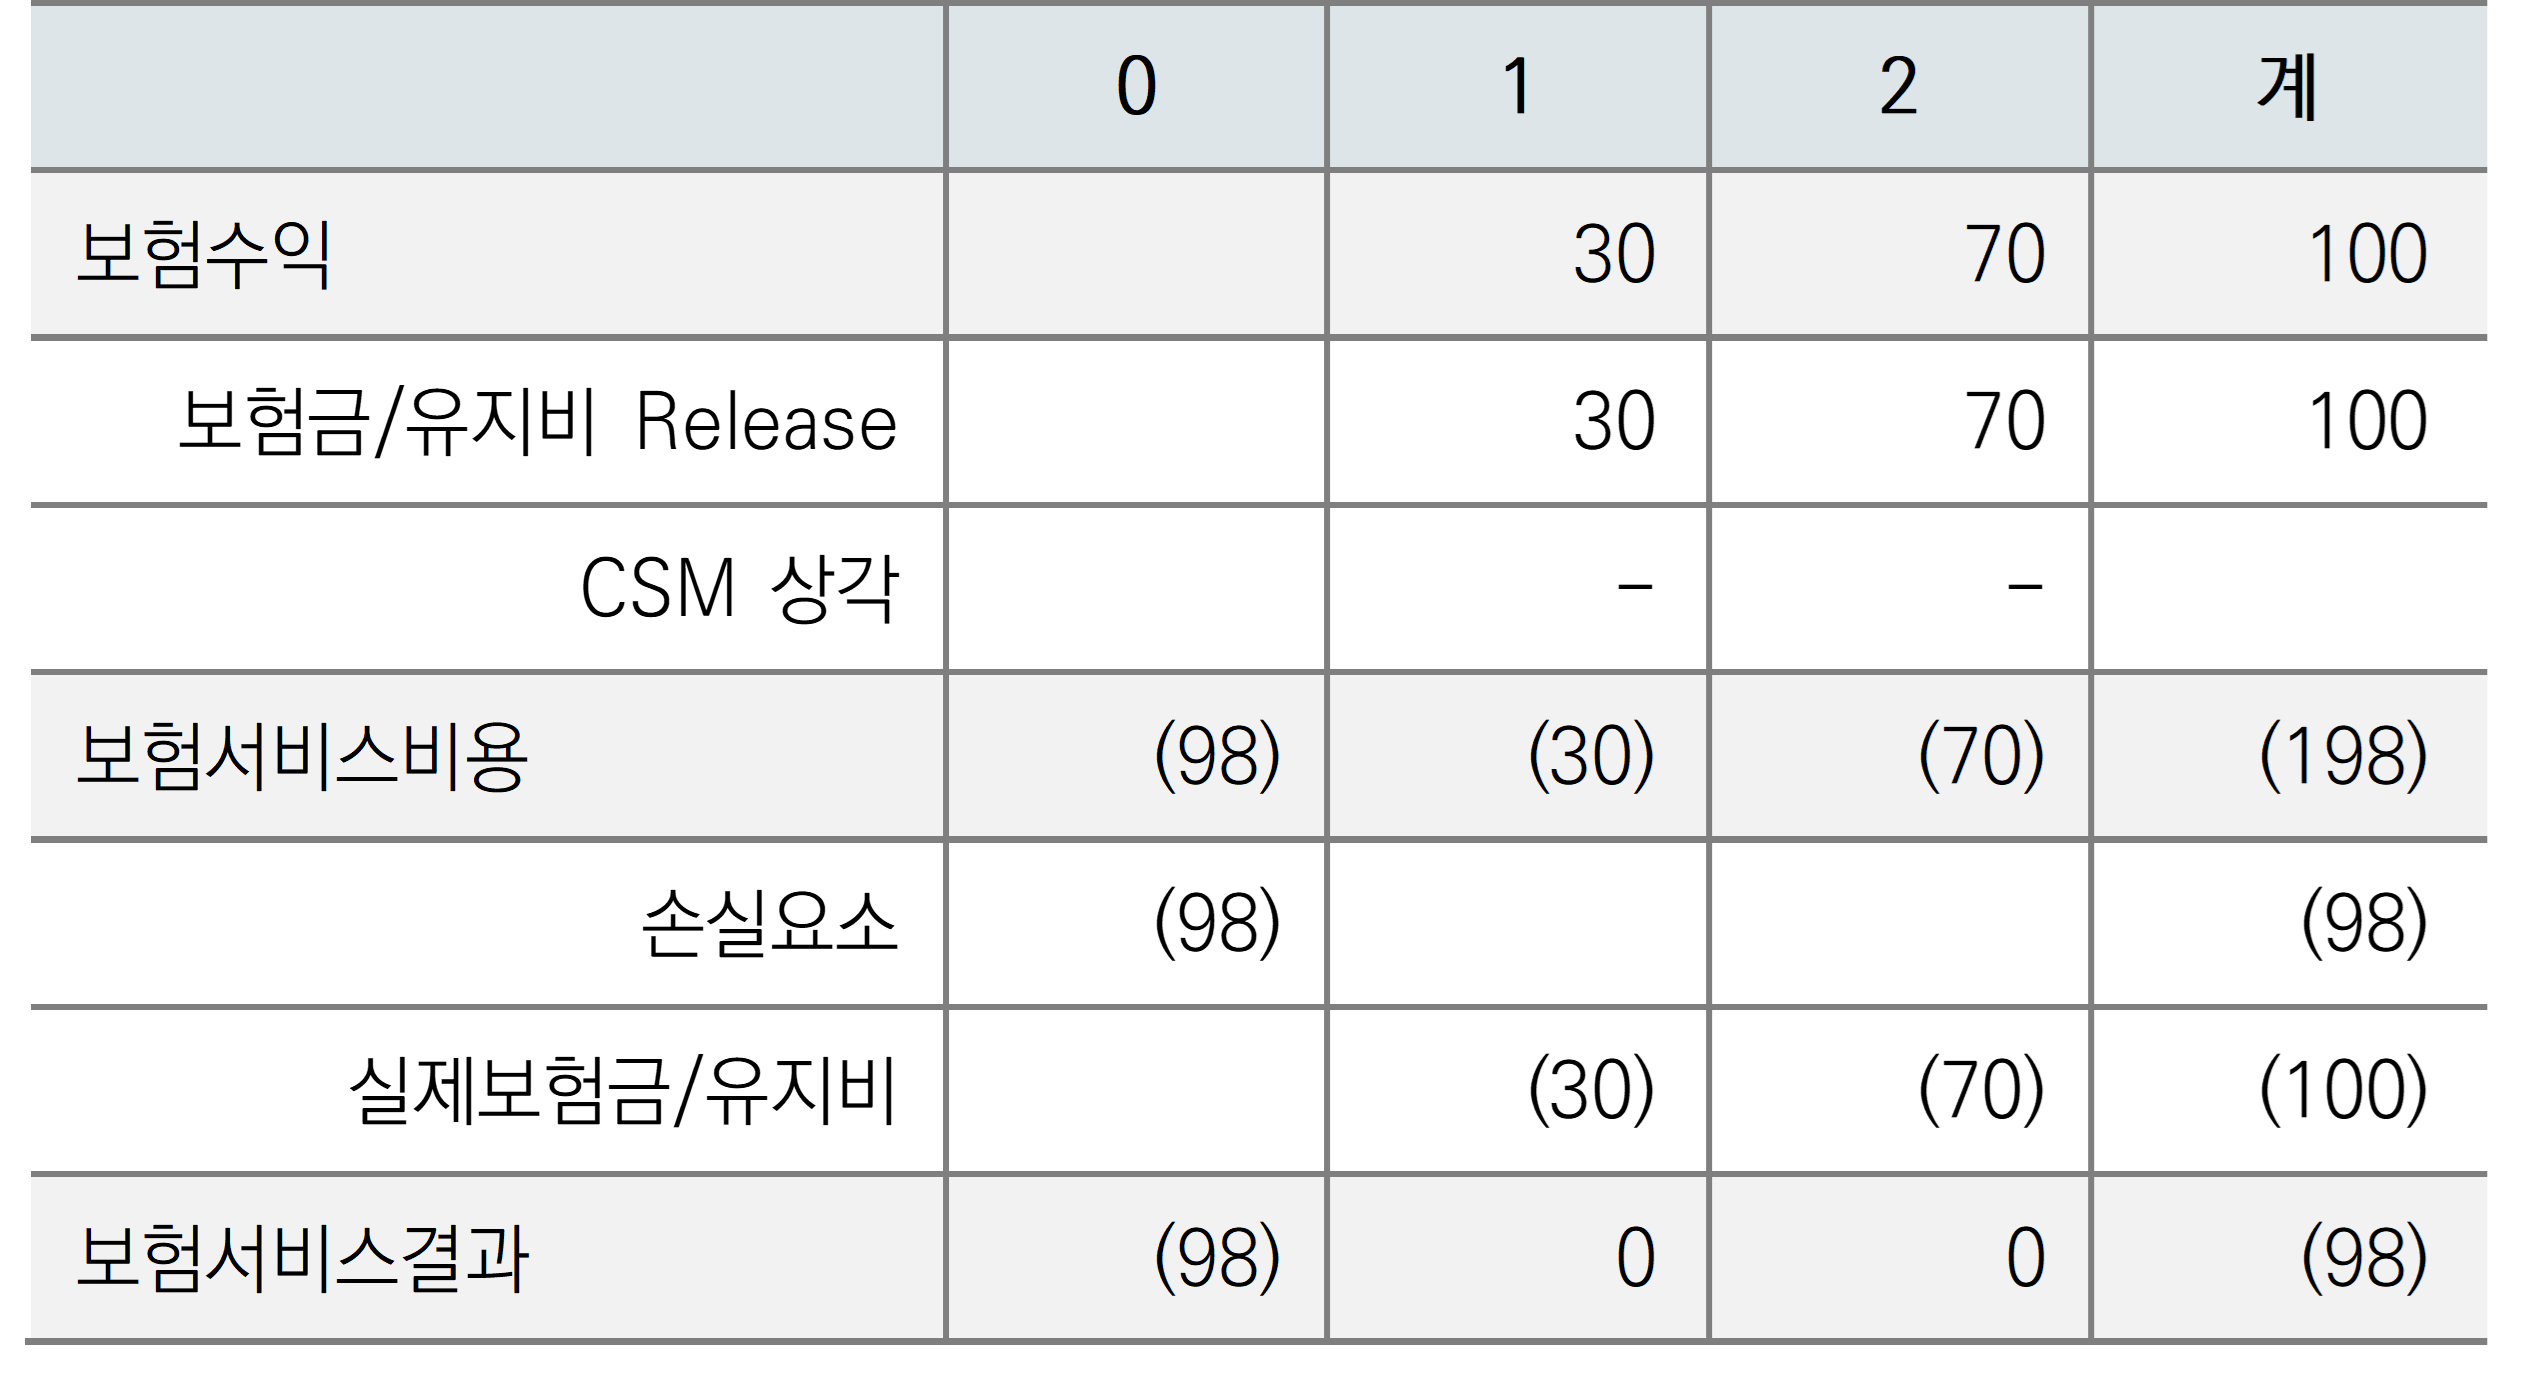 0 1 2 계
보험수익 30 70 100
보험금/유지비 Release 30 70 100
CSM 상각 - -
보험서비스비용 (98) (30) (70) (198)
손실요소 (98) (98)
실제보험금/유지비 (30) (70) (100)
보험서비스결과 (98) 0 0 (98)